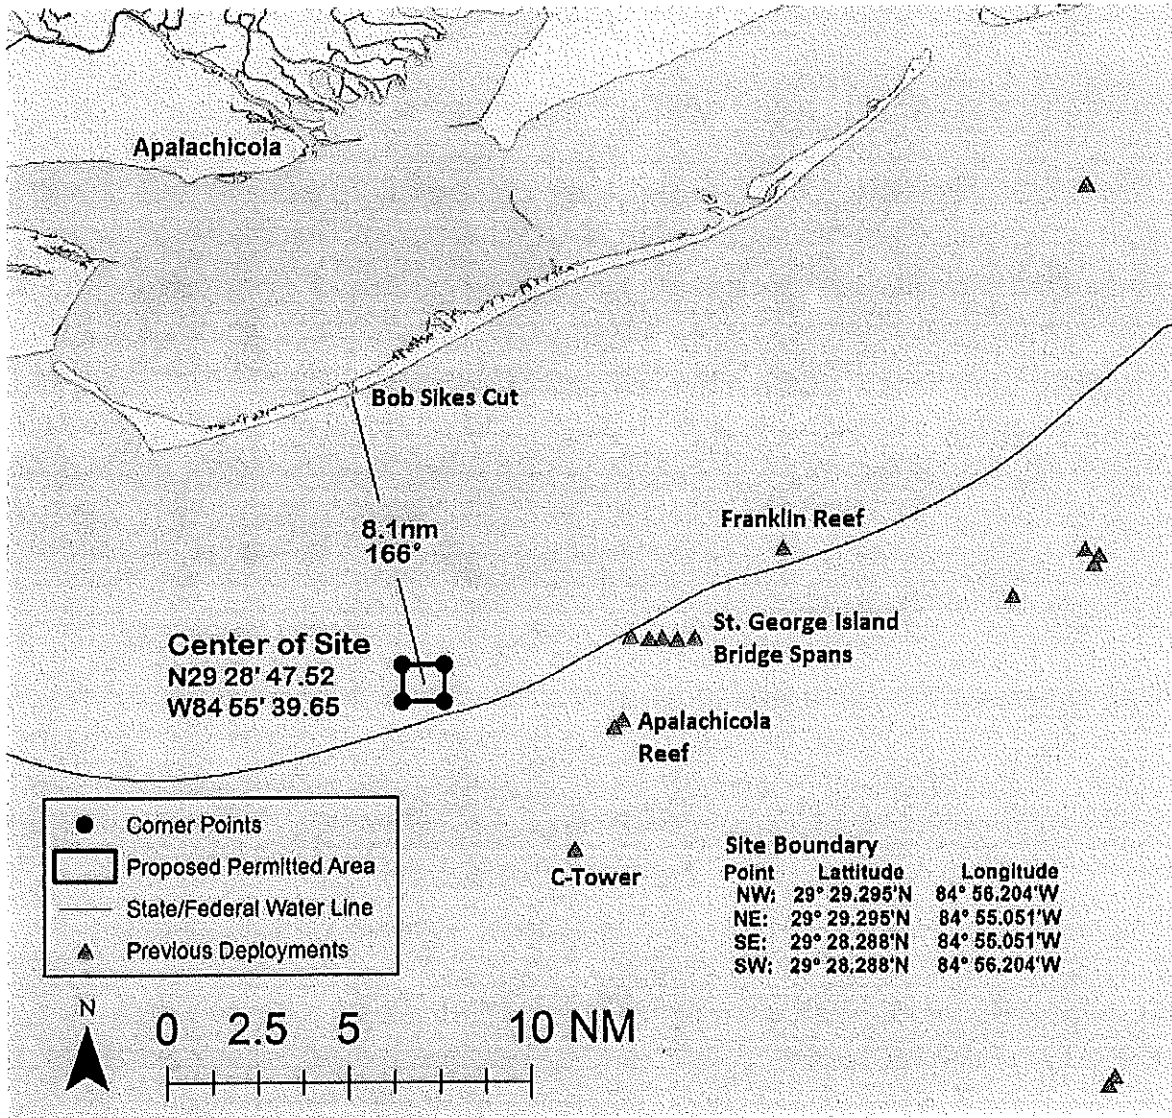 Apalachicola
Bob Sikes Cut
8.1nm
166°
Franklin Reef
St. George Island
Bridge Spans
Center of Site
N29 28' 47.52
W84 55' 39.65
Apalachicola
Reef
Corner Points
Proposed Permitted Area
State/Federal Water Line
Previous Deployments
C-Tower
Site Boundary
Point Lattitude Longitude
NW: 29° 29.295'N 84° 56.204'W
NE: 29° 29.295'N 84° 55.051'W
SE: 29° 28.288'N 84° 55.051'W
SW: 29° 28.288'N 84° 56.204'W
N
0 2.5 5 10 NM